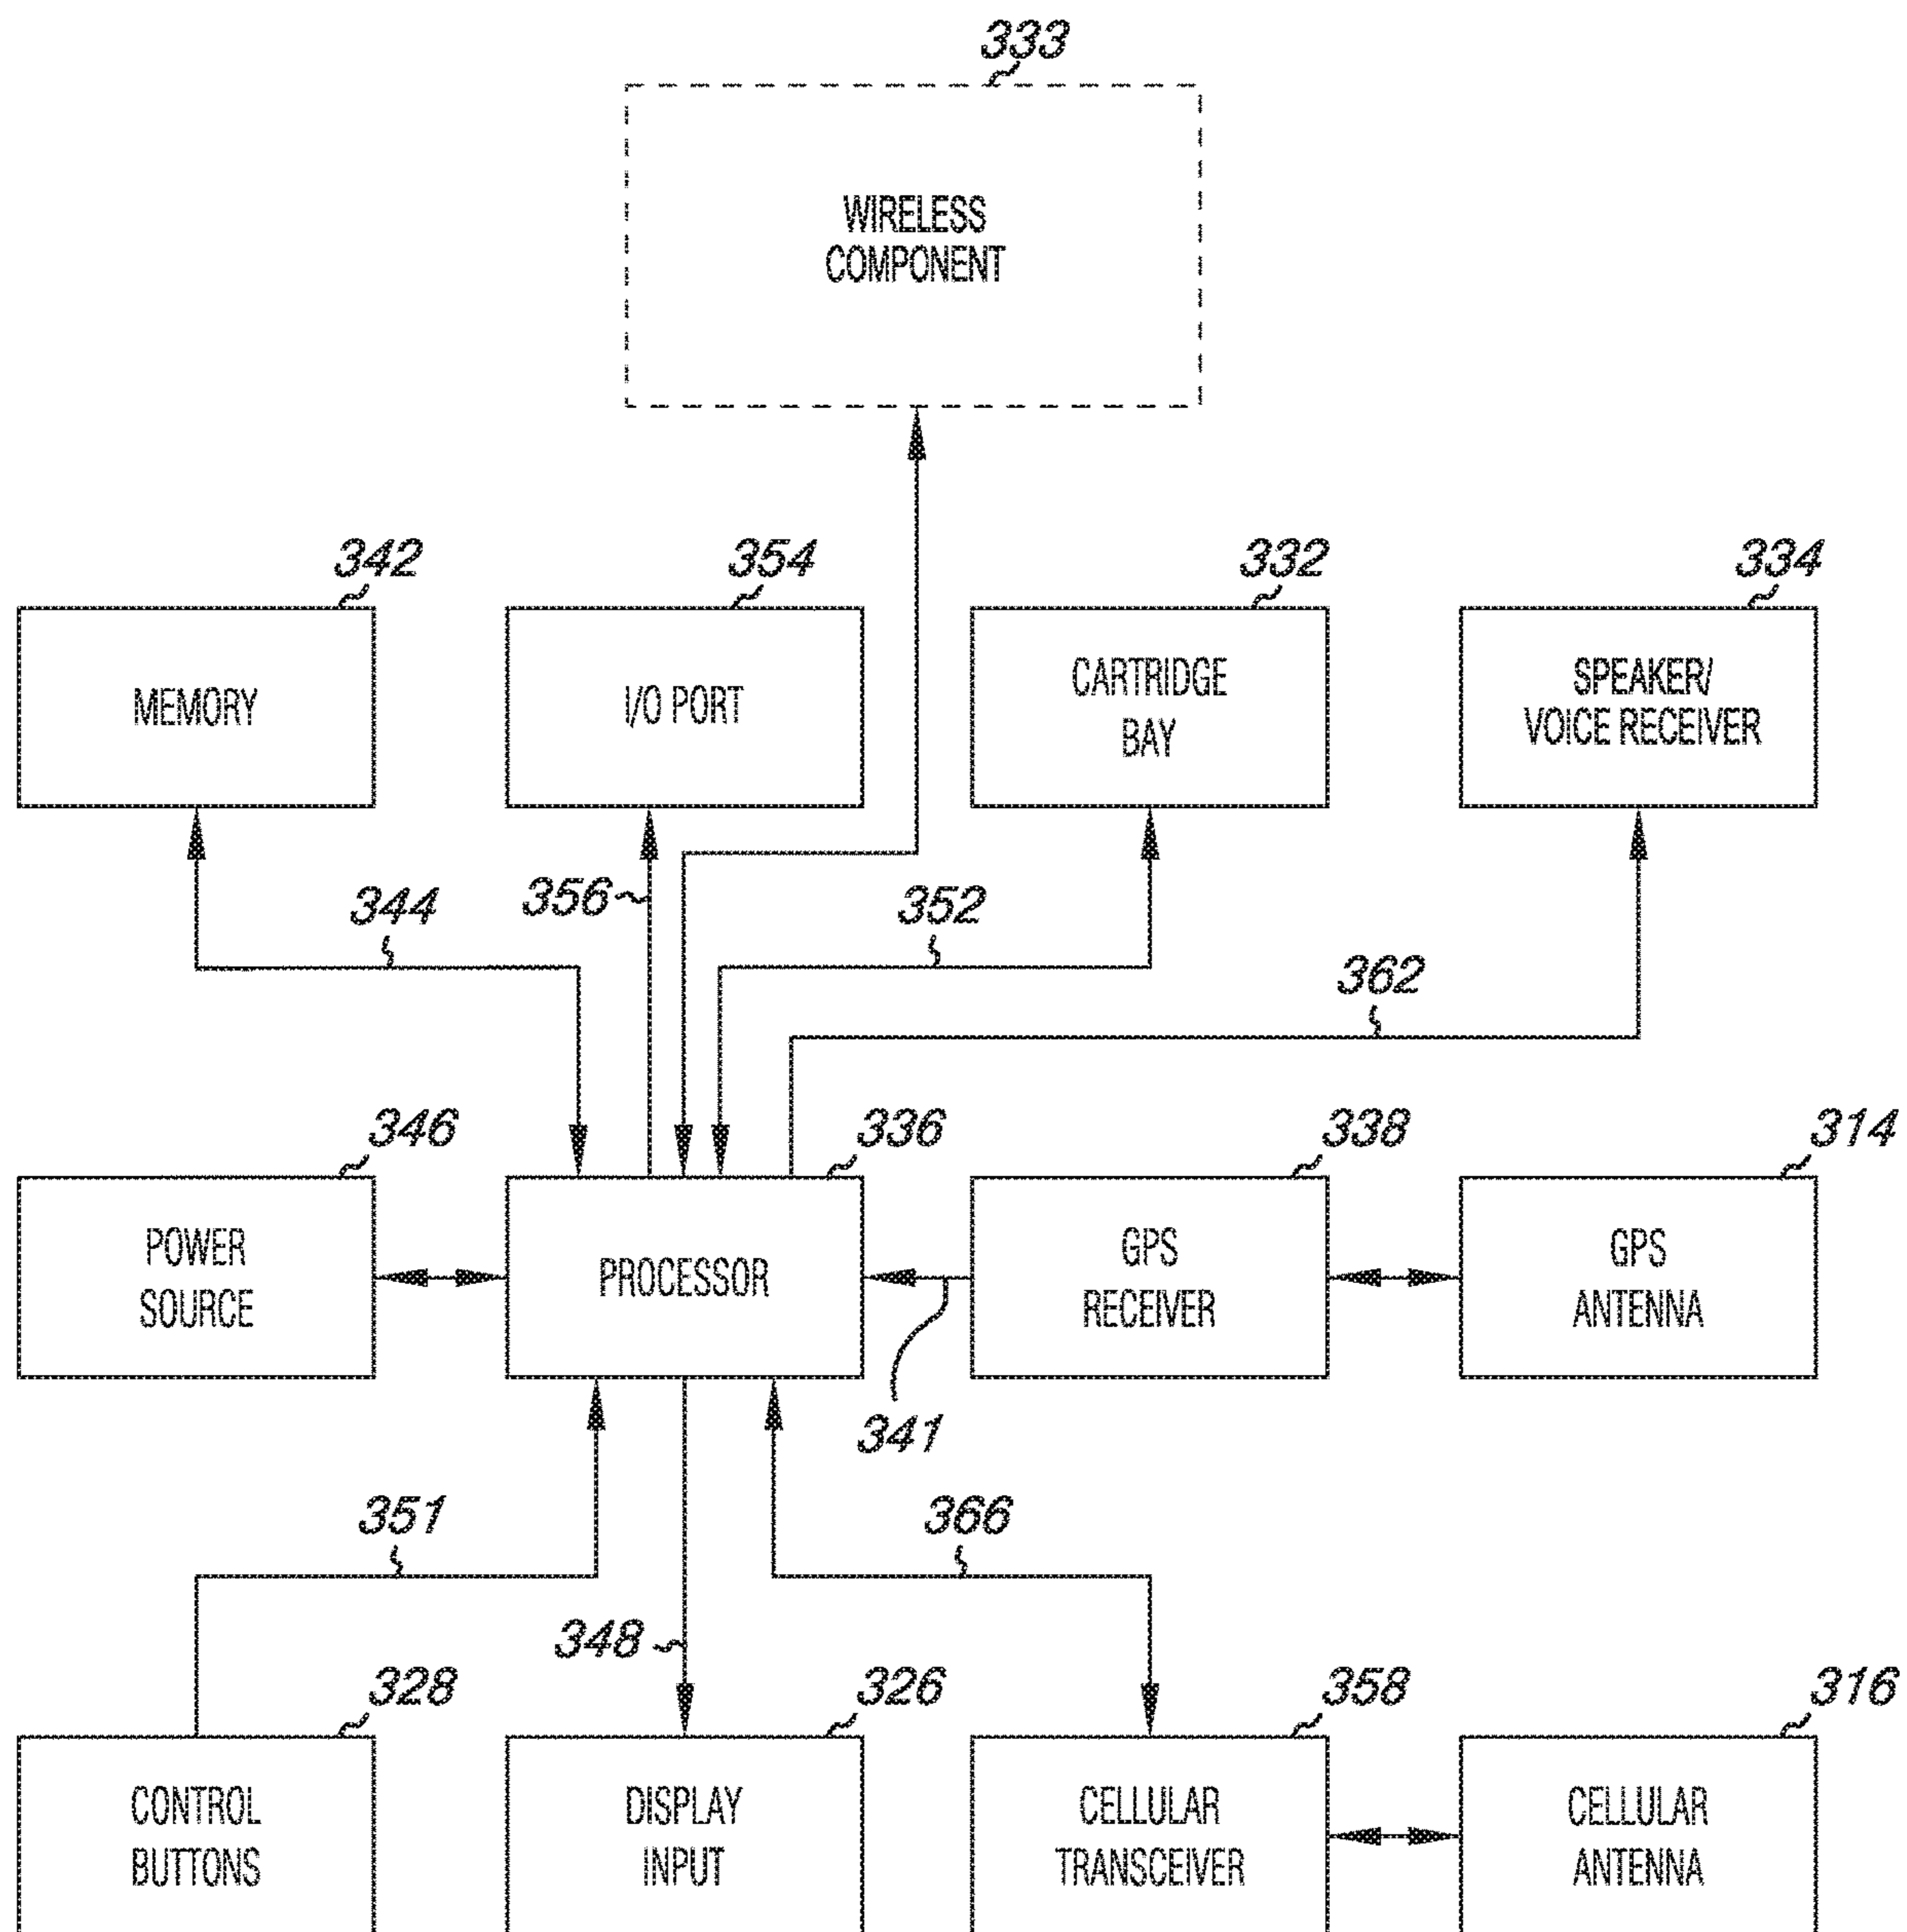 333
WIRELESS
COMPONENT
342
354
332
334
MEMORY
I/O PORT
CARTRIDGE
BAY
SPEAKER/
VOICE RECEIVER
344
356
352
362
346
336
338
314
POWER
SOURCE
PROCESSOR
GPS
RECEIVER
GPS
ANTENNA
341
351
366
348
328
326
358
316
CONTROL
BUTTONS
DISPLAY
INPUT
CELLULAR
TRANSCEIVER
CELLULAR
ANTENNA